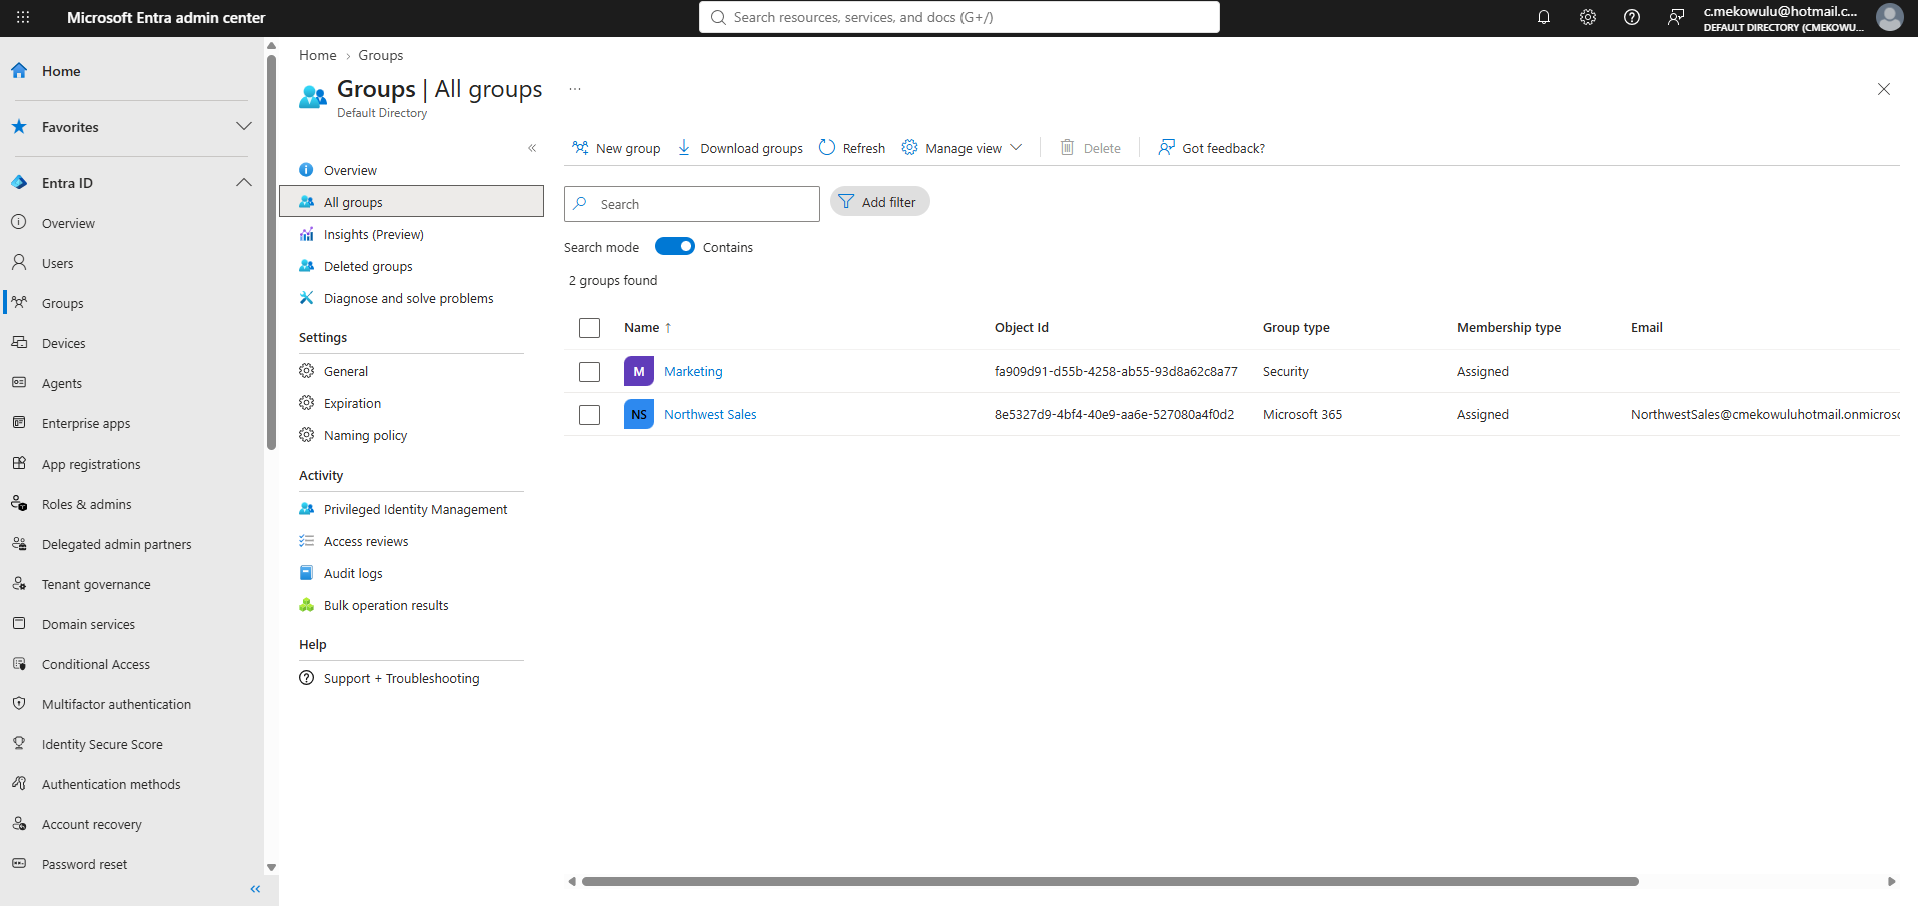 Microsoft Entra admin center
Search resources, services, and docs (G+/)
c.mekowulu@hotmail.c...
DEFAULT DIRECTORY (CMEKOWU...
Home
Favorites
Entra ID
Overview
Users
Groups
Devices
Agents
Enterprise apps
App registrations
Roles & admins
Delegated admin partners
Tenant governance
Domain services
Conditional Access
Multifactor authentication
Identity Secure Score
Authentication methods
Account recovery
Password reset
Home > Groups
Groups | All groups ...
Default Directory
Overview
All groups
Insights (Preview)
Deleted groups
Diagnose and solve problems
Settings
General
Expiration
Naming policy
Activity
Privileged Identity Management
Access reviews
Audit logs
Bulk operation results
Help
Support + Troubleshooting
New group Download groups Refresh Manage view Delete Got feedback?
Search Add filter
Search mode Contains
2 groups found
Name ↑ Object Id Group type Membership type Email
M Marketing fa909d91-d55b-4258-ab55-93d8a62c8a77 Security Assigned
NS Northwest Sales 8e5327d9-4bf4-40e9-aa6e-527080a4f0d2 Microsoft 365 Assigned NorthwestSales@cmekowuluhotmail.onmicrosc